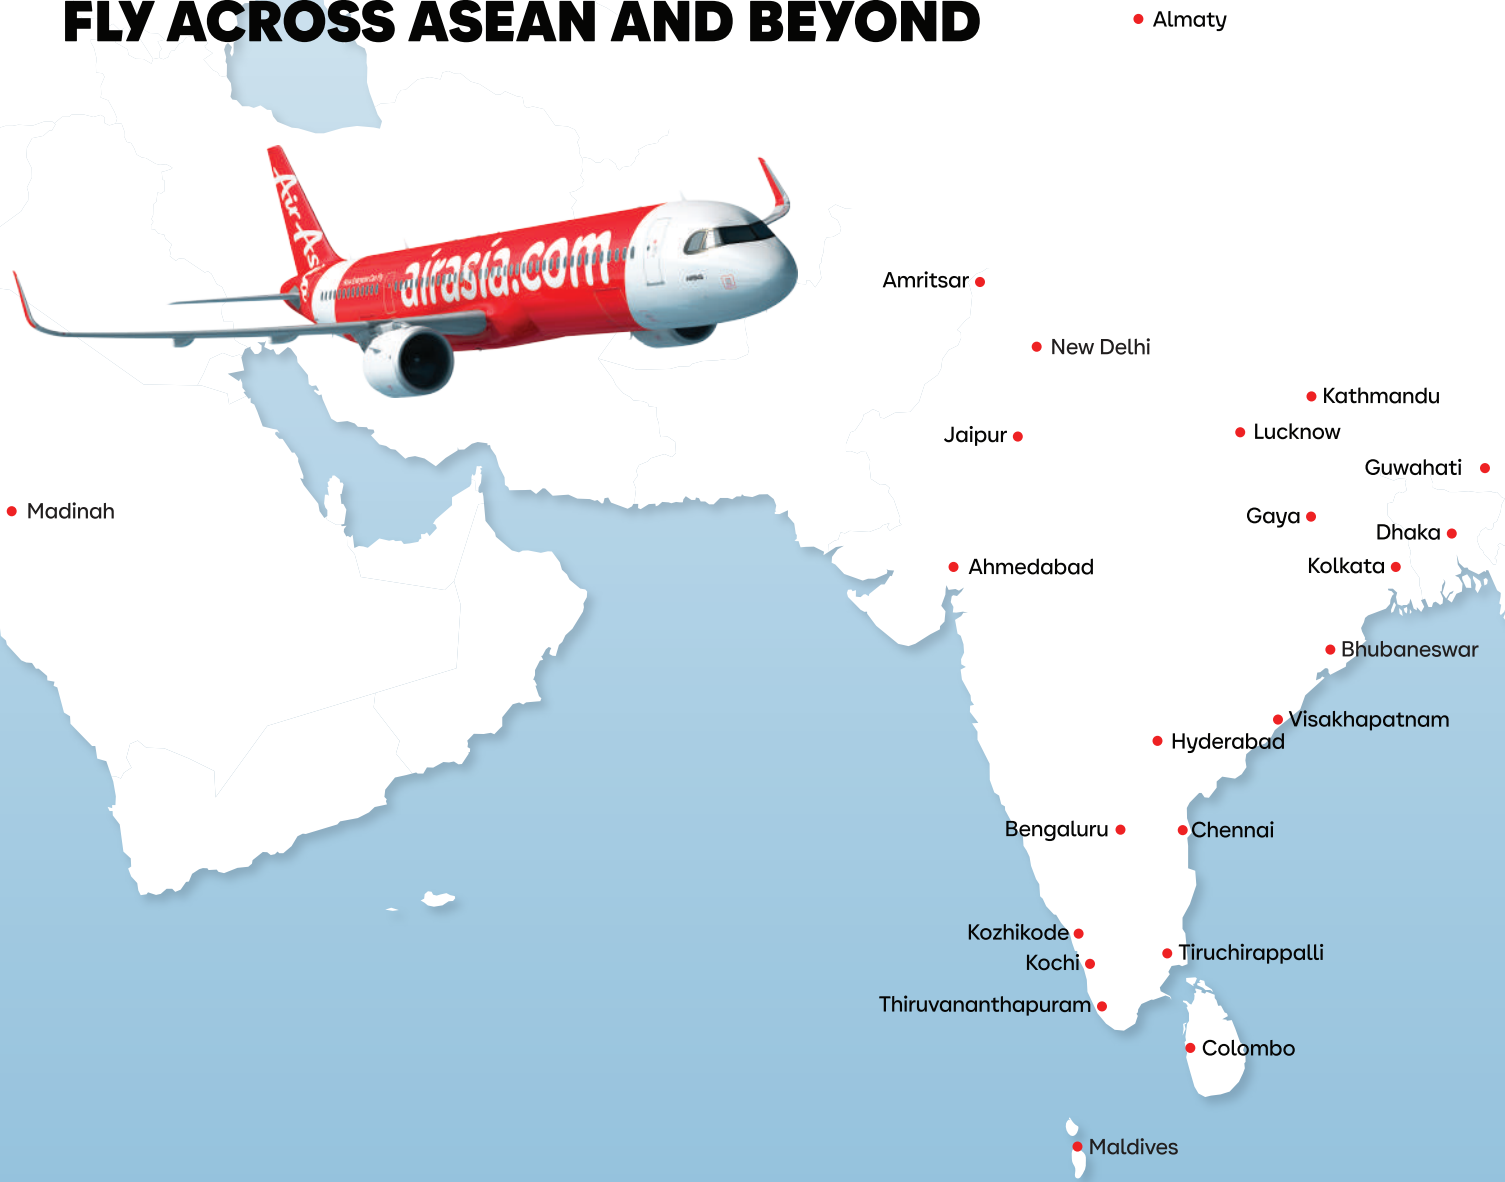 FLY ACROSS ASEAN AND BEYOND
Almaty
AirAsia
airasia.com
Amritsar
New Delhi
Kathmandu
Jaipur
Lucknow
Guwahati
Madinah
Gaya
Dhaka
Ahmedabad
Kolkata
Bhubaneswar
Visakhapatnam
Hyderabad
Bengaluru
Chennai
Kozhikode
Tiruchirappalli
Kochi
Thiruvananthapuram
Colombo
Maldives